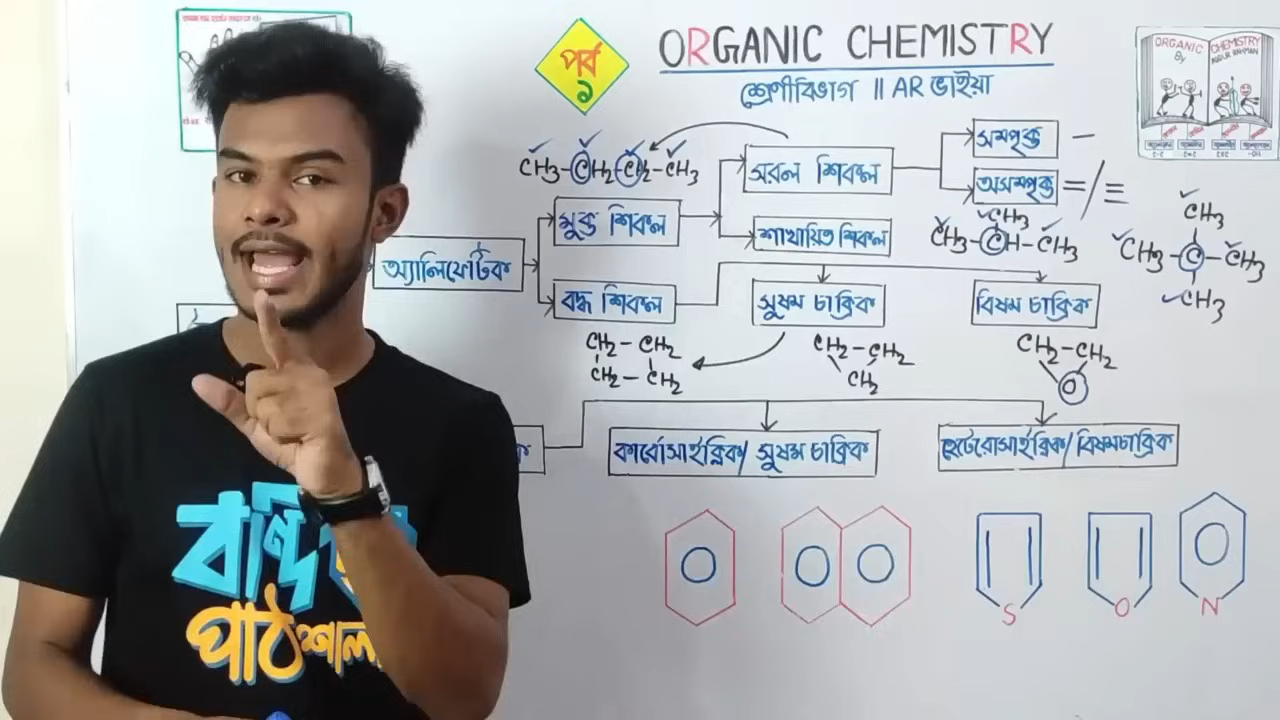 পর্ব
১
ORGANIC CHEMISTRY
শ্রেণীবিভাগ || AR ভাইয়া
ORGANIC CHEMISTRY
By
CH3-CH2-CH2-CH3
সরল শিকল
সম্পৃক্ত –
অসম্পৃক্ত =/≡
মুক্ত শিকল
শাখায়িত শিকল
CH3
CH3-CH-CH3
CH3
CH3-C-CH3
CH3
অ্যালিফেটিক
বদ্ধ শিকল
সুষম চাক্রিক
বিষম চাক্রিক
CH2-CH2
CH2-CH2
CH2-CH2
CH2
CH2-CH2
O
ক
কার্বোসাইক্লিক/ সুষম চাক্রিক
হেটেরোসাইক্লিক/ বিষমচাক্রিক
S
O
N
বন্দি
পাঠশালা